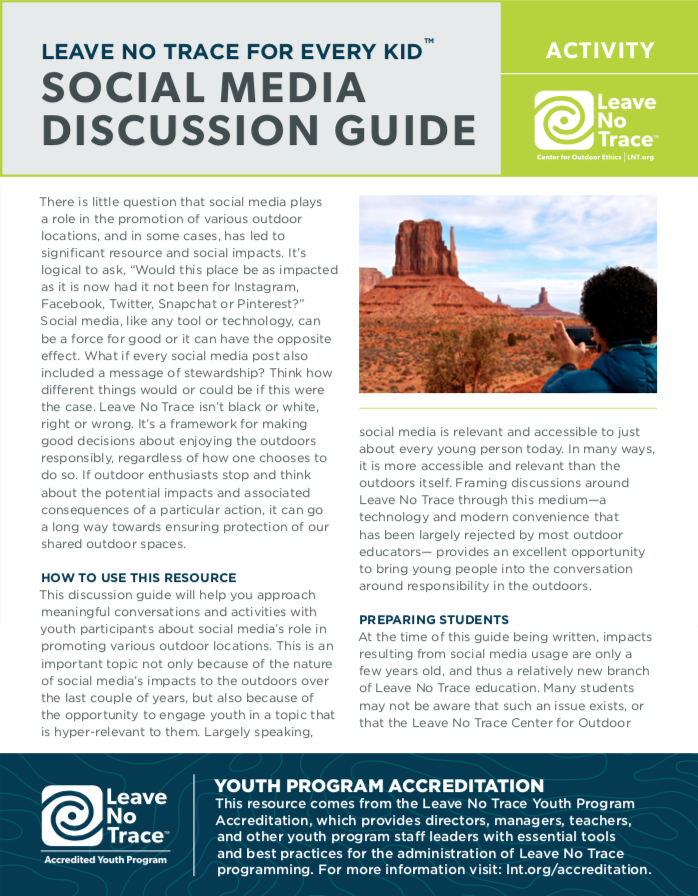 LEAVE NO TRACE FOR EVERY KID™
SOCIAL MEDIA
DISCUSSION GUIDE
ACTIVITY
Leave
No
Trace™
Center for Outdoor Ethics | LNT.org
There is little question that social media plays
a role in the promotion of various outdoor
locations, and in some cases, has led to
significant resource and social impacts. It’s
logical to ask, “Would this place be as impacted
as it is now had it not been for Instagram,
Facebook, Twitter, Snapchat or Pinterest?”
Social media, like any tool or technology, can
be a force for good or it can have the opposite
effect. What if every social media post also
included a message of stewardship? Think how
different things would or could be if this were
the case. Leave No Trace isn’t black or white,
right or wrong. It’s a framework for making
good decisions about enjoying the outdoors
responsibly, regardless of how one chooses to
do so. If outdoor enthusiasts stop and think
about the potential impacts and associated
consequences of a particular action, it can go
a long way towards ensuring protection of our
shared outdoor spaces.
HOW TO USE THIS RESOURCE
This discussion guide will help you approach
meaningful conversations and activities with
youth participants about social media’s role in
promoting various outdoor locations. This is an
important topic not only because of the nature
of social media’s impacts to the outdoors over
the last couple of years, but also because of
the opportunity to engage youth in a topic that
is hyper-relevant to them. Largely speaking,
social media is relevant and accessible to just
about every young person today. In many ways,
it is more accessible and relevant than the
outdoors itself. Framing discussions around
Leave No Trace through this medium—a
technology and modern convenience that
has been largely rejected by most outdoor
educators— provides an excellent opportunity
to bring young people into the conversation
around responsibility in the outdoors.
PREPARING STUDENTS
At the time of this guide being written, impacts
resulting from social media usage are only a
few years old, and thus a relatively new branch
of Leave No Trace education. Many students
may not be aware that such an issue exists, or
that the Leave No Trace Center for Outdoor
Leave
No
Trace™
Accredited Youth Program
YOUTH PROGRAM ACCREDITATION
This resource comes from the Leave No Trace Youth Program
Accreditation, which provides directors, managers, teachers,
and other youth program staff leaders with essential tools
and best practices for the administration of Leave No Trace
programming. For more information visit: lnt.org/accreditation.